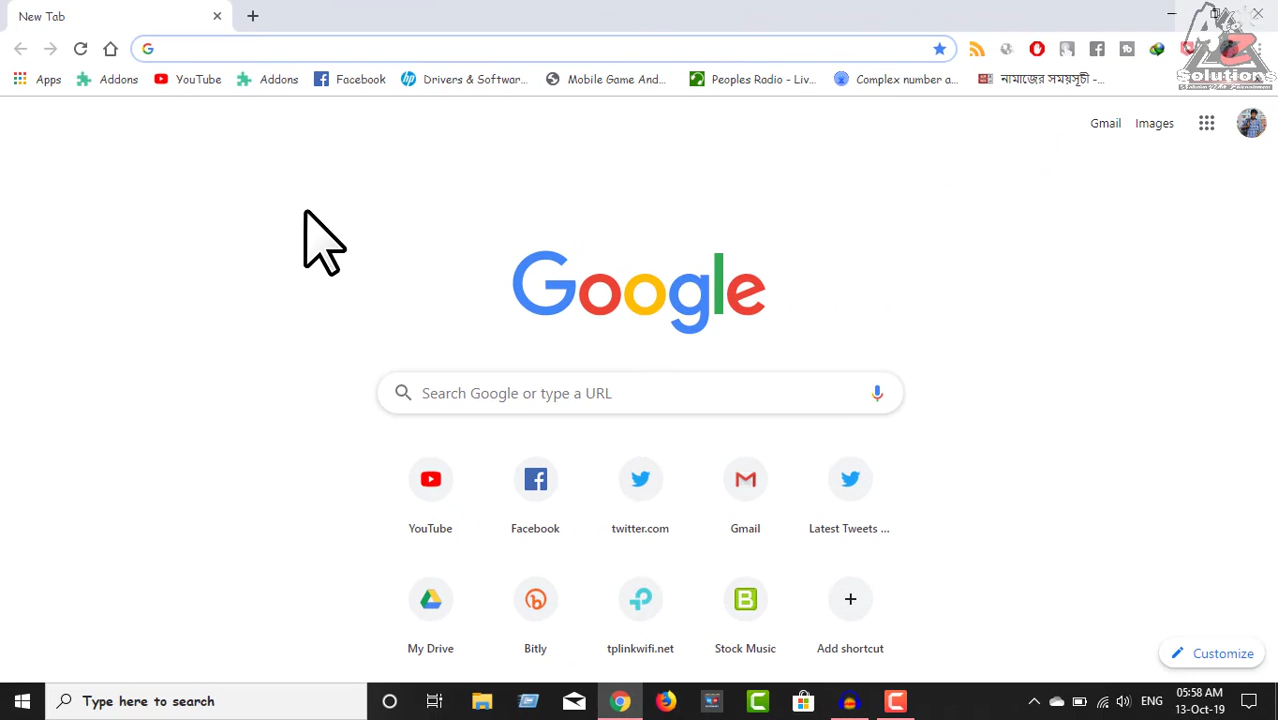 New Tab
A to Z
Solutions
Apps
Addons
YouTube
Addons
Facebook
Drivers & Softwar...
Mobile Game And...
Peoples Radio - Liv...
Complex number a...
নামাজের সময়সূচী -...
Gmail
Images
Google
Search Google or type a URL
YouTube
Facebook
twitter.com
Gmail
Latest Tweets ...
My Drive
Bitly
tplinkwifi.net
Stock Music
Add shortcut
Customize
Type here to search
ENG
05:58 AM
13-Oct-19